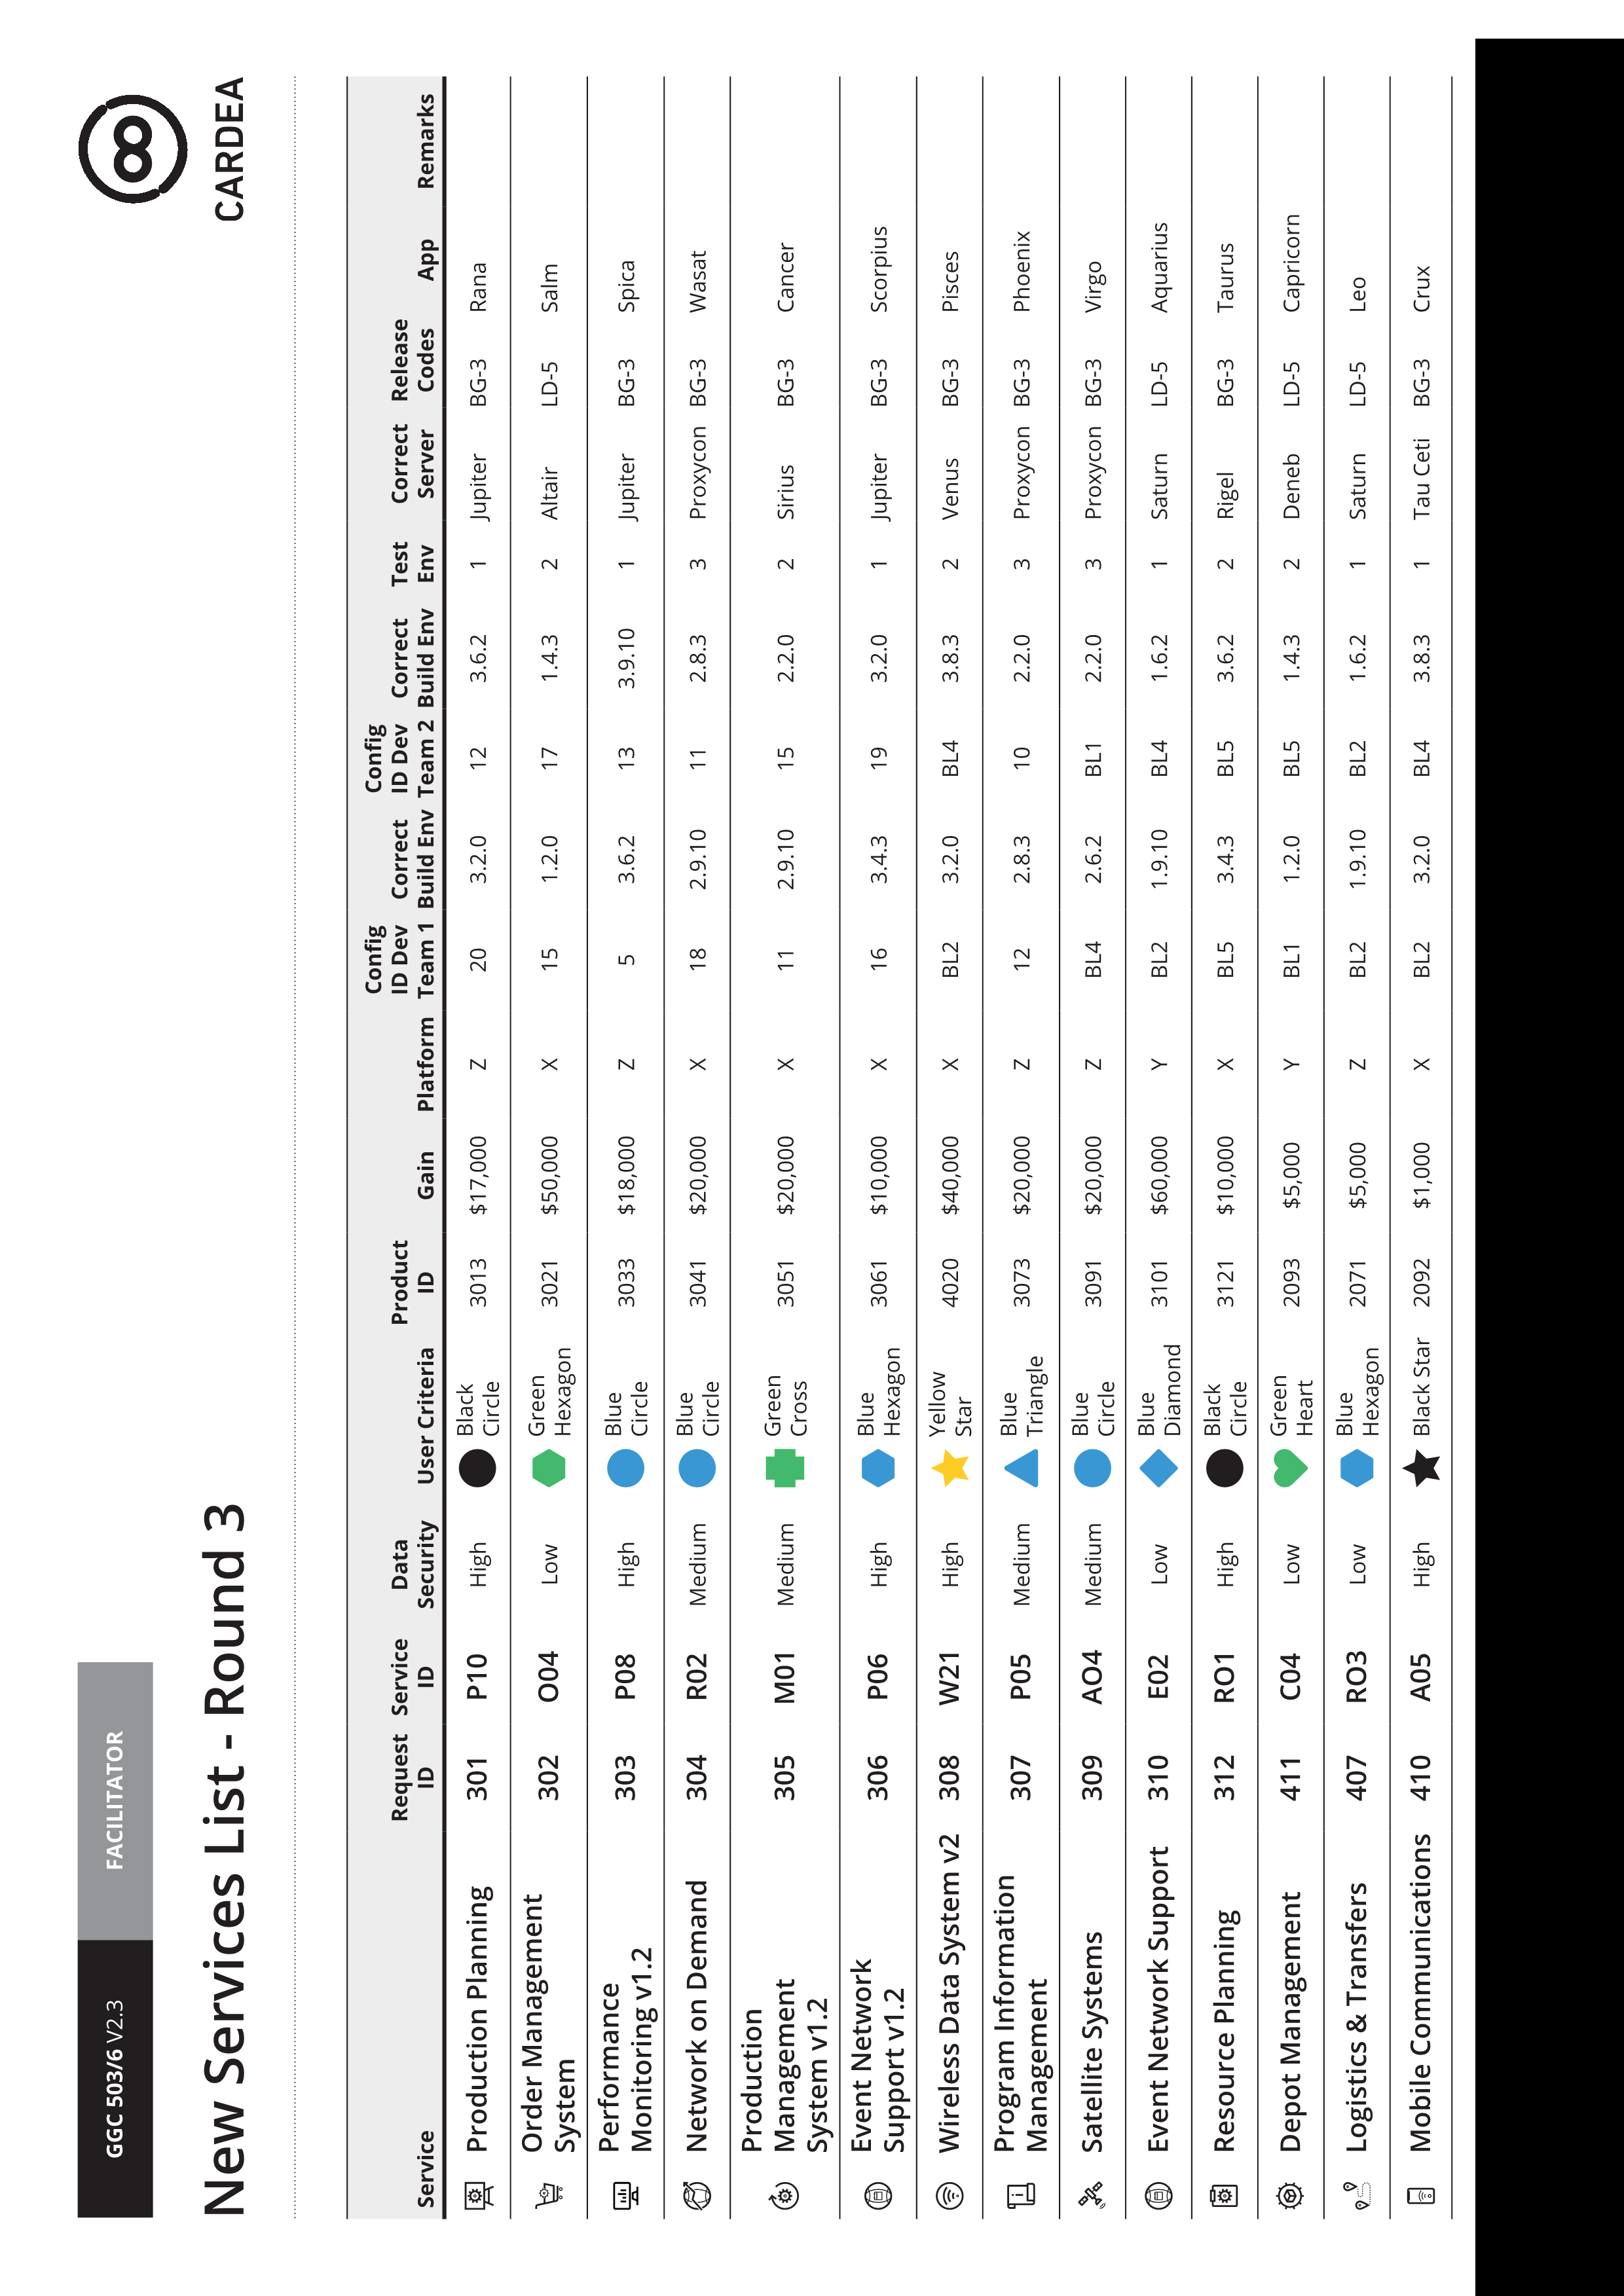 GGC 503/6 V2.3 FACILITATOR
CARDEA
New Services List - Round 3
Service Request ID Service ID Data Security User Criteria Product ID Gain Platform Config ID Dev Team 1 Correct Build Env Config ID Dev Team 2 Correct Build Env Test Env Correct Server Release Codes App Remarks
Production Planning 301 P10 High Black Circle 3013 $17,000 Z 20 3.2.0 12 3.6.2 1 Jupiter BG-3 Rana
Order Management System 302 O04 Low Green Hexagon 3021 $50,000 X 15 1.2.0 17 1.4.3 2 Altair LD-5 Salm
Performance Monitoring v1.2 303 P08 High Blue Circle 3033 $18,000 Z 5 3.6.2 13 3.9.10 1 Jupiter BG-3 Spica
Network on Demand 304 R02 Medium Blue Circle 3041 $20,000 X 18 2.9.10 11 2.8.3 3 Proxycon BG-3 Wasat
Production Management System v1.2 305 M01 Medium Green Cross 3051 $20,000 X 11 2.9.10 15 2.2.0 2 Sirius BG-3 Cancer
Event Network Support v1.2 306 P06 High Blue Hexagon 3061 $10,000 X 16 3.4.3 19 3.2.0 1 Jupiter BG-3 Scorpius
Wireless Data System v2 308 W21 High Yellow Star 4020 $40,000 X BL2 3.2.0 BL4 3.8.3 2 Venus BG-3 Pisces
Program Information Management 307 P05 Medium Blue Triangle 3073 $20,000 Z 12 2.8.3 10 2.2.0 3 Proxycon BG-3 Phoenix
Satellite Systems 309 AO4 Medium Blue Circle 3091 $20,000 Z BL4 2.6.2 BL1 2.2.0 3 Proxycon BG-3 Virgo
Event Network Support 310 E02 Low Blue Diamond 3101 $60,000 Y BL2 1.9.10 BL4 1.6.2 1 Saturn LD-5 Aquarius
Resource Planning 312 RO1 High Black Circle 3121 $10,000 X BL5 3.4.3 BL5 3.6.2 2 Rigel BG-3 Taurus
Depot Management 411 C04 Low Green Heart 2093 $5,000 Y BL1 1.2.0 BL5 1.4.3 2 Deneb LD-5 Capricorn
Logistics & Transfers 407 RO3 Low Blue Hexagon 2071 $5,000 Z BL2 1.9.10 BL2 1.6.2 1 Saturn LD-5 Leo
Mobile Communications 410 A05 High Black Star 2092 $1,000 X BL2 3.2.0 BL4 3.8.3 1 Tau Ceti BG-3 Crux